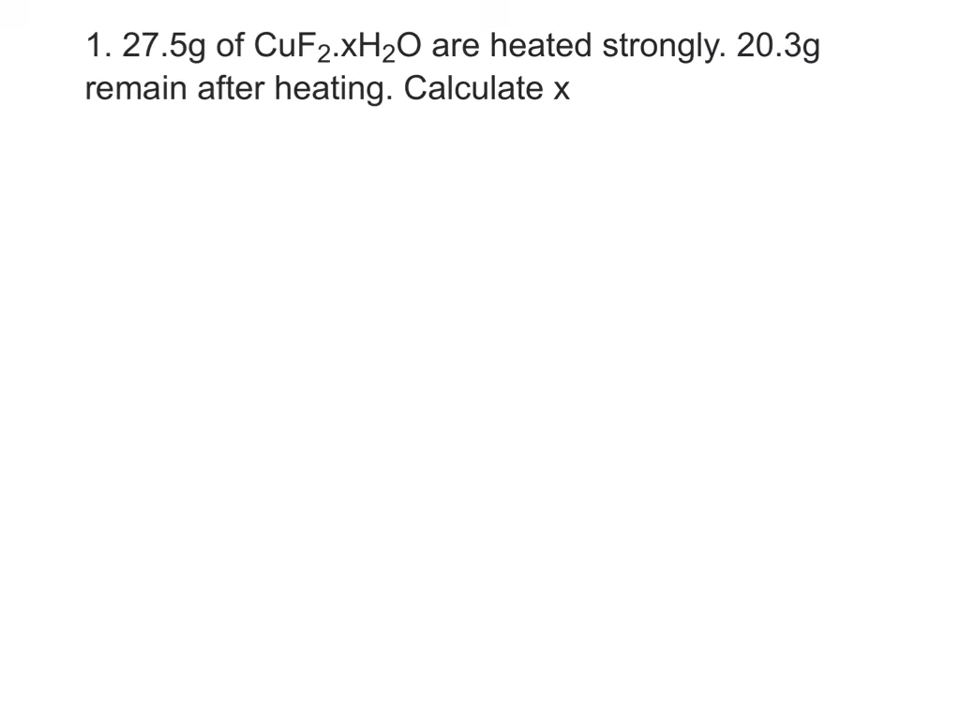 1. 27.5g of CuF₂.xH₂O are heated strongly. 20.3g
remain after heating. Calculate x